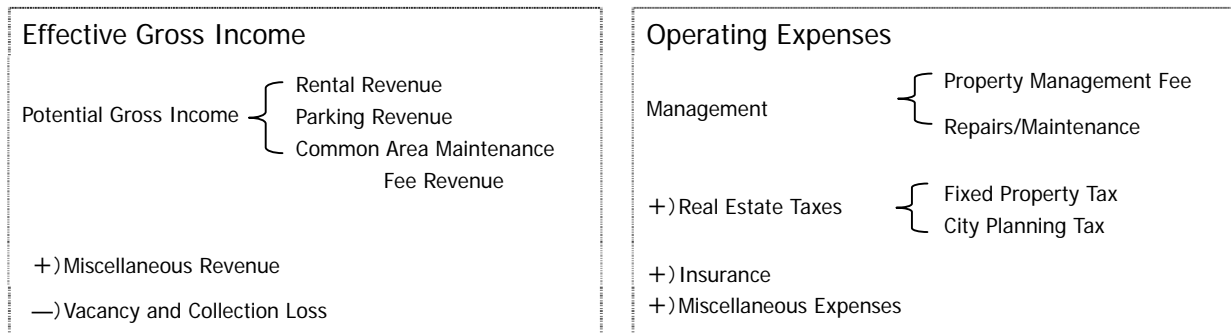 Effective Gross Income
Potential Gross Income
Rental Revenue
Parking Revenue
Common Area Maintenance
Fee Revenue
+)Miscellaneous Revenue
—)Vacancy and Collection Loss
Operating Expenses
Management
Property Management Fee
Repairs/Maintenance
+)Real Estate Taxes
Fixed Property Tax
City Planning Tax
+)Insurance
+)Miscellaneous Expenses